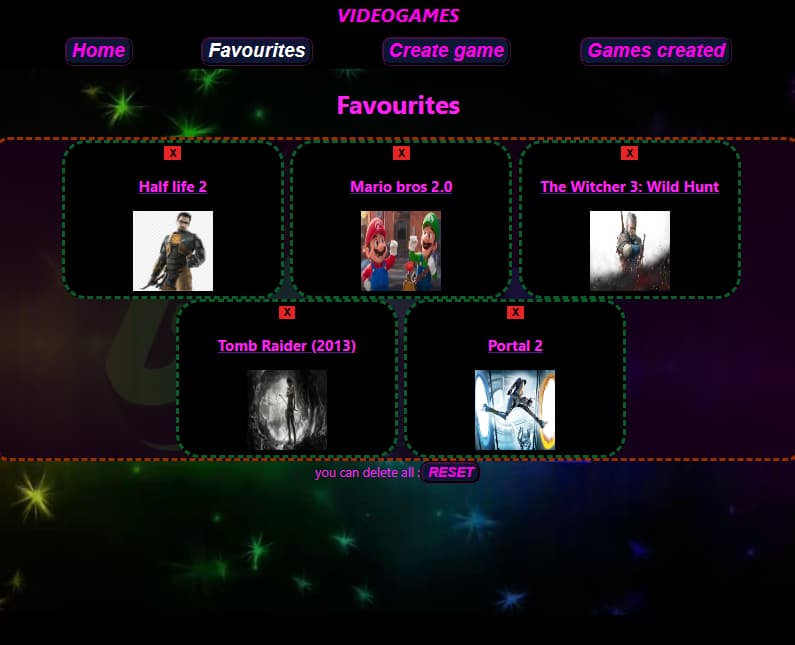 VIDEOGAMES
Home Favourites Create game Games created
Favourites
X X X
Half life 2 Mario bros 2.0 The Witcher 3: Wild Hunt
X X
Tomb Raider (2013) Portal 2
you can delete all : RESET